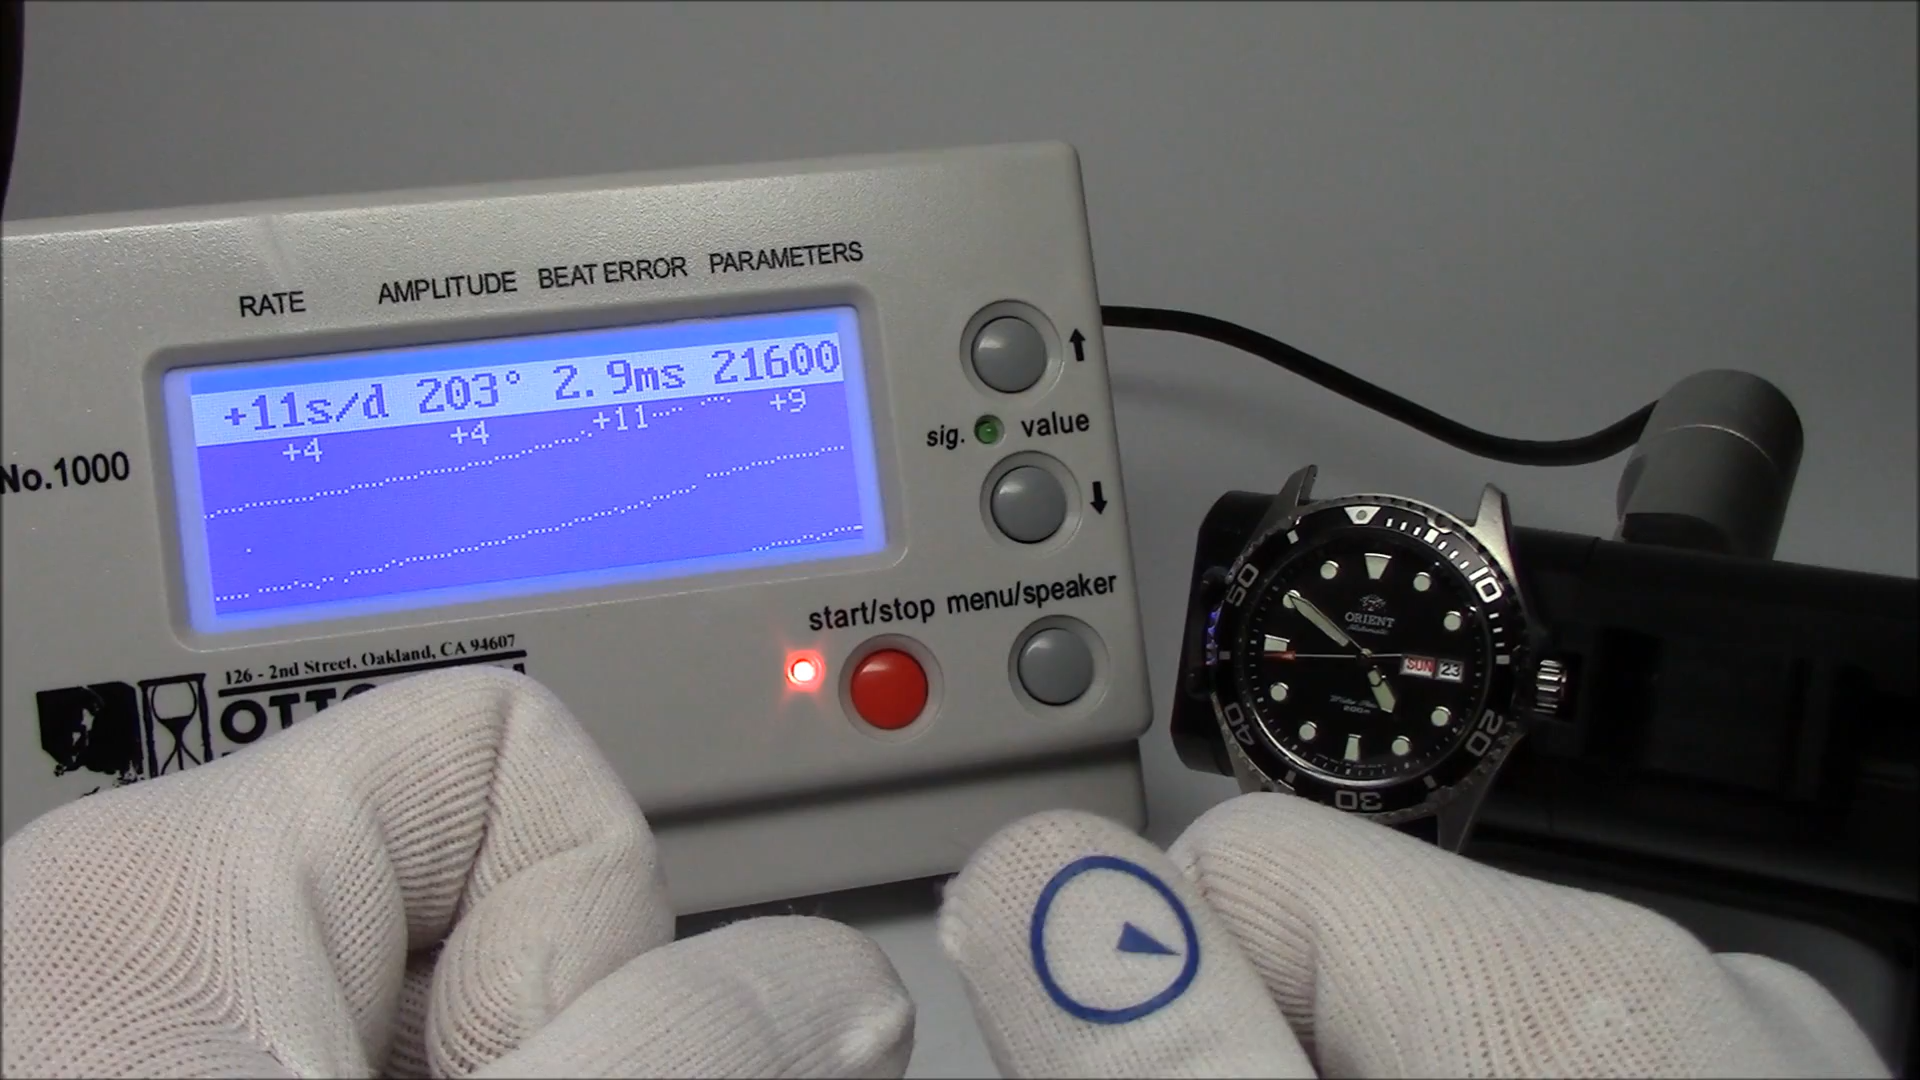 RATE AMPLITUDE BEAT ERROR PARAMETERS
+11s/d 203° 2.9ms 21600
+4 +4 +11 +9
No.1000
sig. value
start/stop menu/speaker
126 - 2nd Street, Oakland, CA 94607
10
20
30
40
50
ORIENT
Automatic
SUN 23
200m